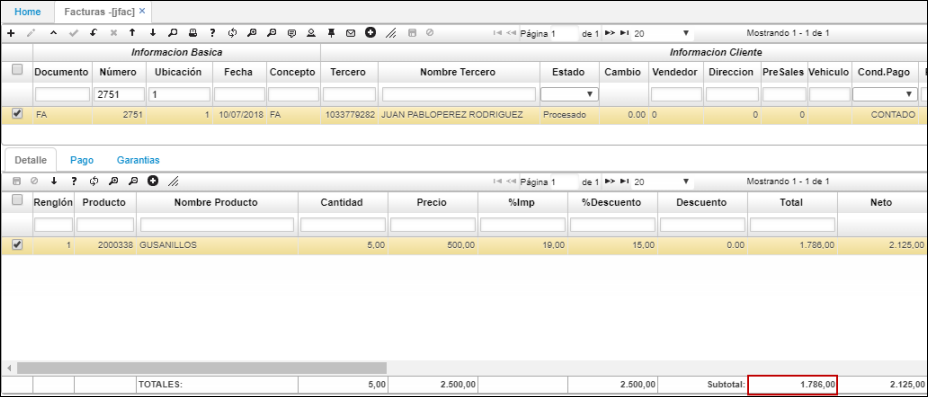 Home Facturas -[jfac] ×
Página 1 de 1 20 Mostrando 1 - 1 de 1
Informacion Basica Informacion Cliente
Documento Número Ubicación Fecha Concepto Tercero Nombre Tercero Estado Cambio Vendedor Direccion PreSales Vehiculo Cond.Pago
2751 1
FA 2751 1 10/07/2018 FA 1033779282 JUAN PABLOPEREZ RODRIGUEZ Procesado 0.00 0 0 0 CONTADO
Detalle Pago Garantias
Página 1 de 1 20 Mostrando 1 - 1 de 1
Renglón Producto Nombre Producto Cantidad Precio %Imp %Descuento Descuento Total Neto
1 2000338 GUSANILLOS 5,00 500,00 19,00 15,00 0.00 1.786,00 2.125,00
TOTALES: 5,00 2.500,00 2.500,00 Subtotal: 1.786,00 2.125,00